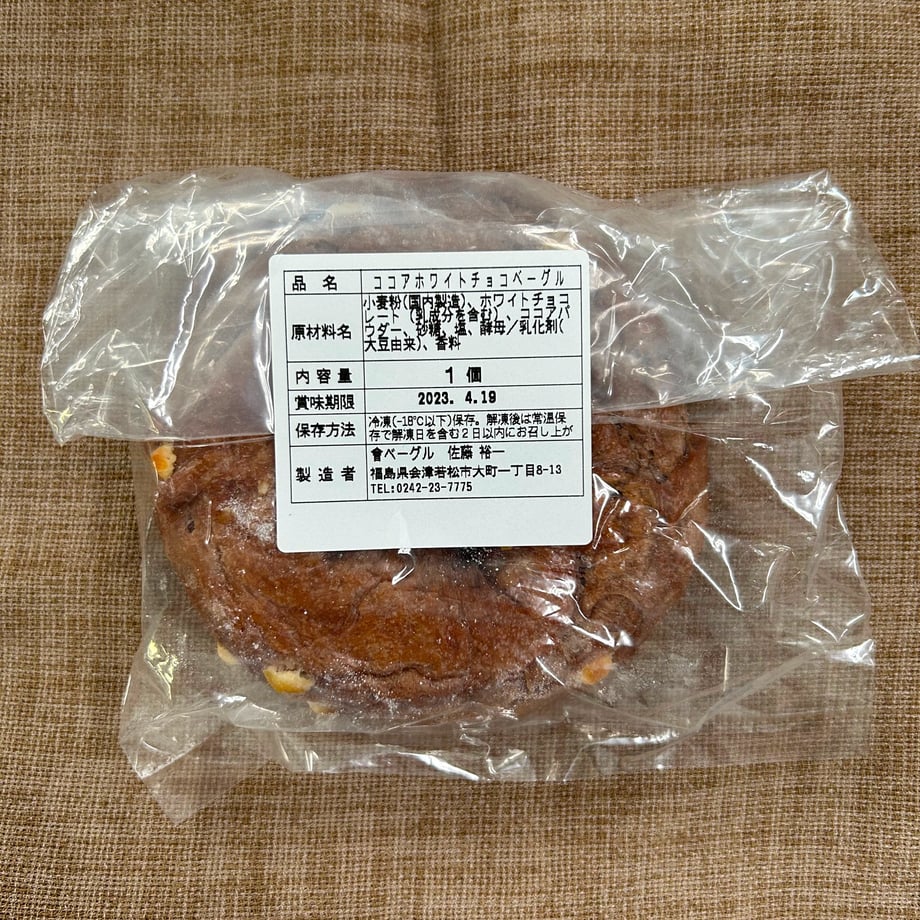 品名 ココアホワイトチョコベーグル
原材料名 小麦粉(国内製造)、ホワイトチョコ
レート（乳成分を含む）、ココアパ
ウダー、砂糖、塩、酵母／乳化剤(
大豆由来)、香料
内容量 1個
賞味期限 2023. 4.19
保存方法 冷凍(-18℃以下)保存。解凍後は常温保
存で解凍日を含む2日以内にお召し上が
製造者 會ベーグル 佐藤 裕一
福島県会津若松市大町一丁目8-13
TEL:0242-23-7775